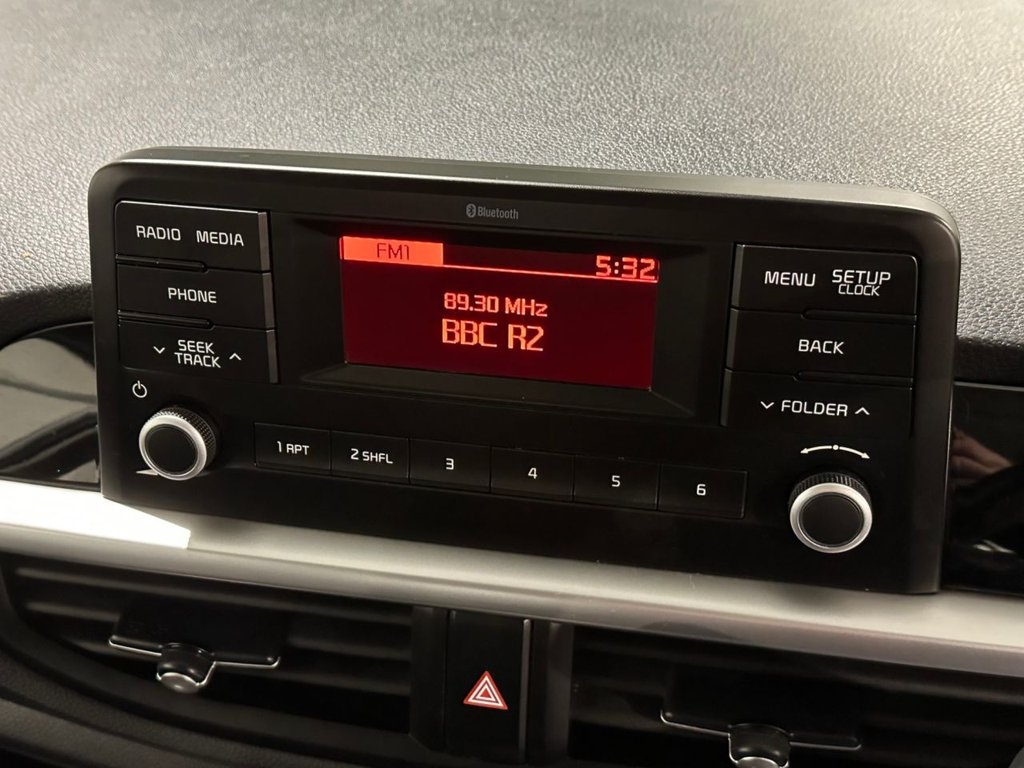 Bluetooth
RADIO MEDIA
PHONE
SEEK
TRACK
FM1
5:32
89.30 MHz
BBC R2
MENU SETUP
CLOCK
BACK
FOLDER
1 RPT
2 SHFL
3
4
5
6